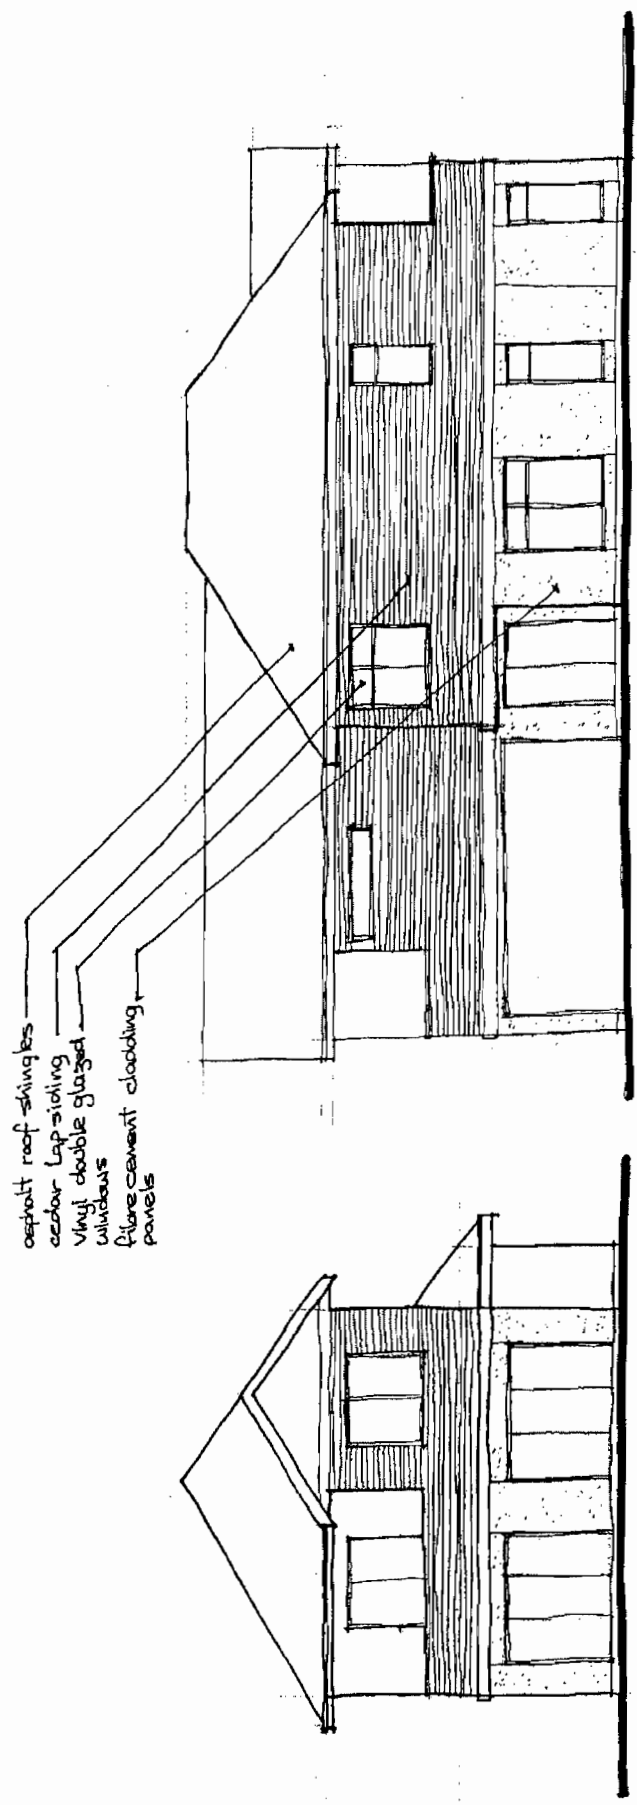 asphalt roof shingles
cedar lap siding
vinyl double glazed
windows
fibre cement cladding
panels